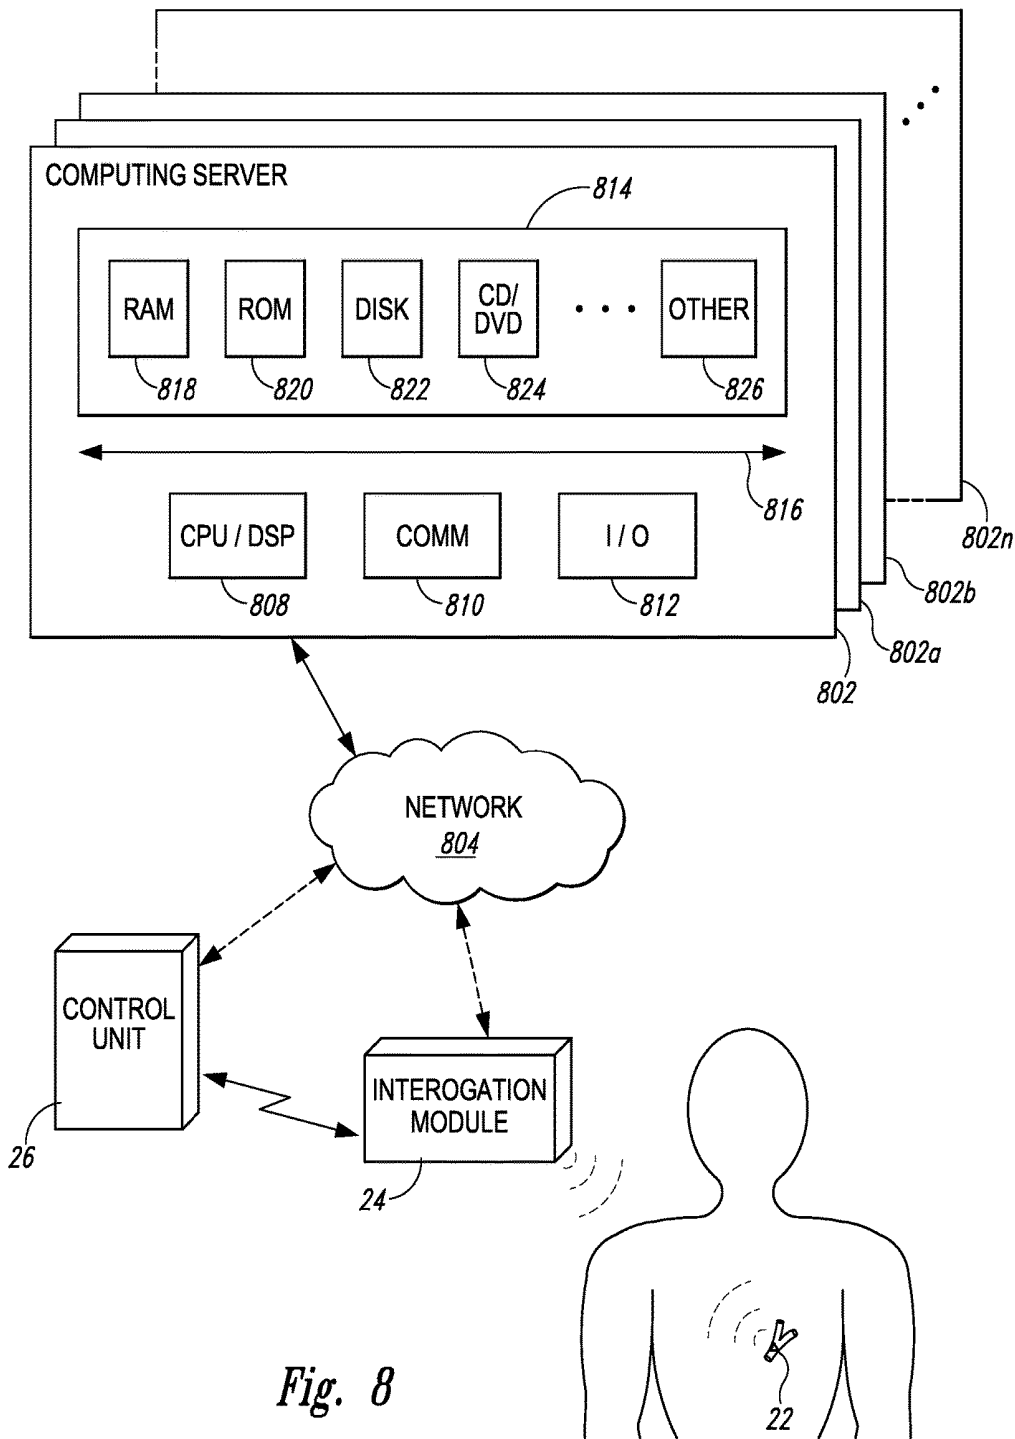 COMPUTING SERVER
814
RAM
ROM
DISK
CD/
DVD
OTHER
818
820
822
824
826
816
CPU / DSP
COMM
I / O
808
810
812
802n
802b
802a
802
NETWORK
804
CONTROL
UNIT
26
INTEROGATION
MODULE
24
22
Fig. 8